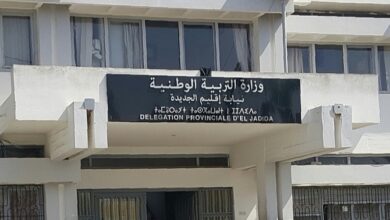 وزارة التربية الوطنية
نيابة إقليم الجديدة
DELEGATION PROVINCIALE D'EL JADIDA